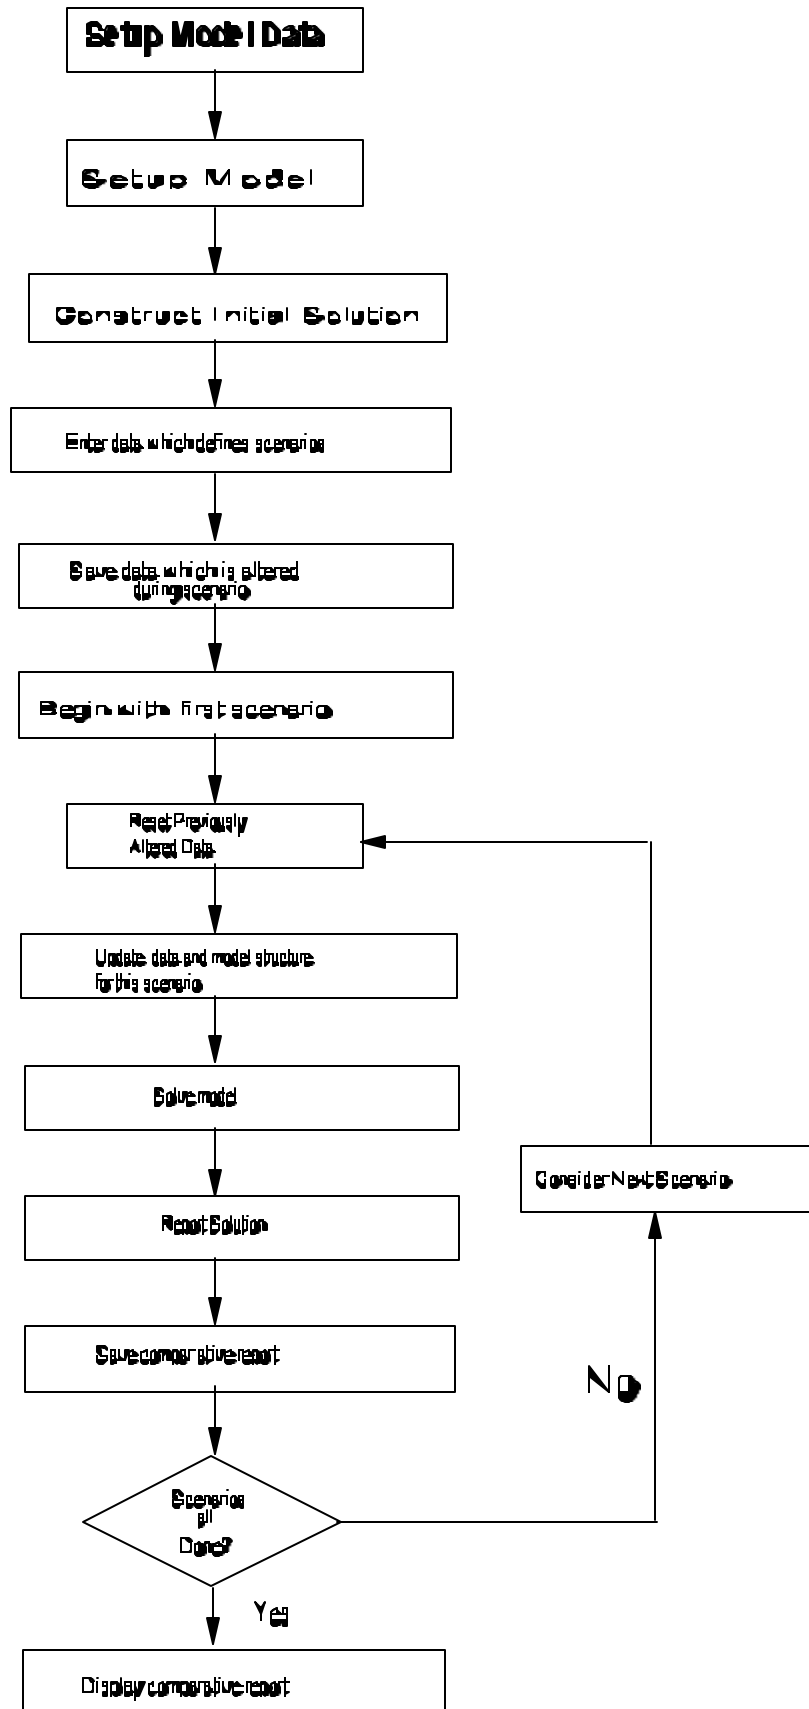 Setup Model Data
Setup Model
Construct Initial Solution
Enter data which defines scenarios
Save data which is altered
during scenario
Begin with first scenario
Reset Previously
Altered Data
Update data and model structure
for this scenario
Solve model
Consider Next Scenario
Report Solution
Save comparative report
No
Scenarios
all
Done?
Yes
Display comparative report